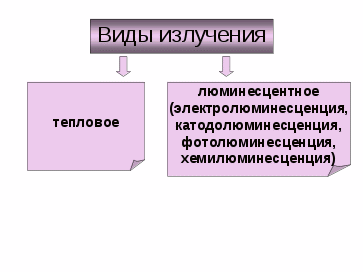 Виды излучения
тепловое
люминесцентное
(электролюминесценция,
катодолюминесценция,
фотолюминесценция,
хемилюминесценция)